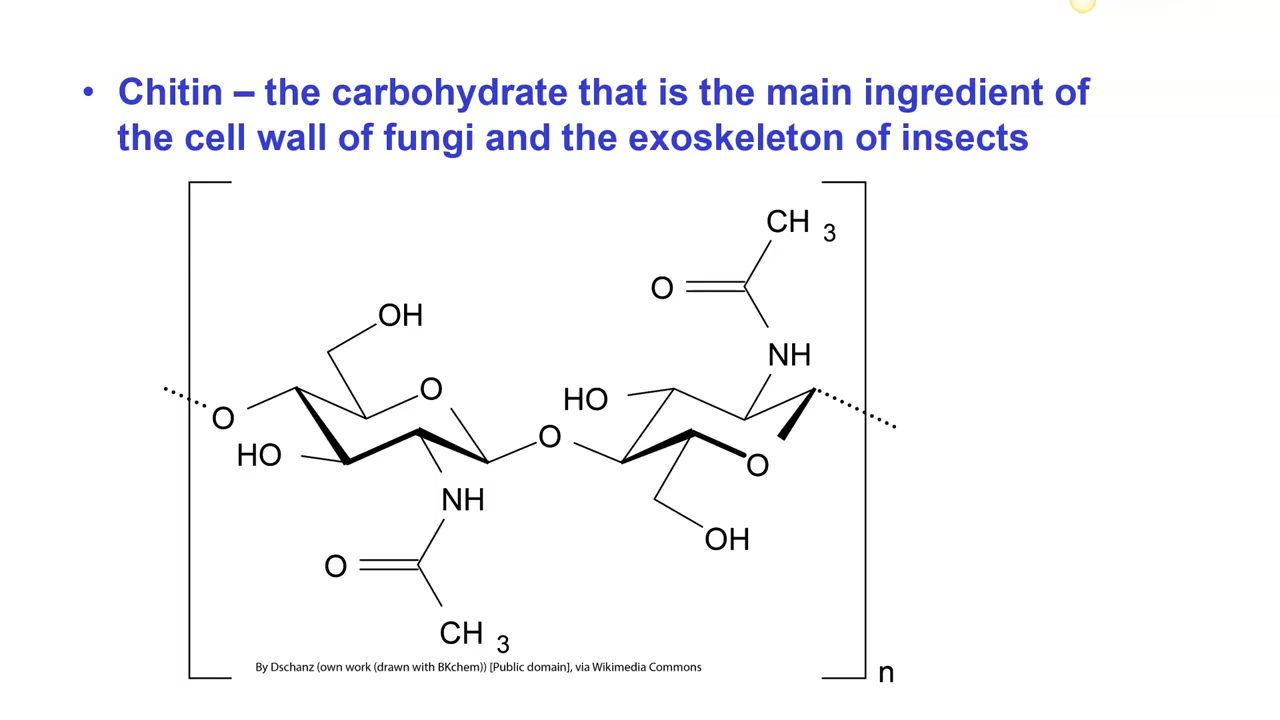 • Chitin – the carbohydrate that is the main ingredient of
the cell wall of fungi and the exoskeleton of insects
CH 3
O
OH
NH
O
HO
O
O
HO
O
NH
OH
O
CH 3
By Dschanz (own work (drawn with BKchem)) [Public domain], via Wikimedia Commons
n